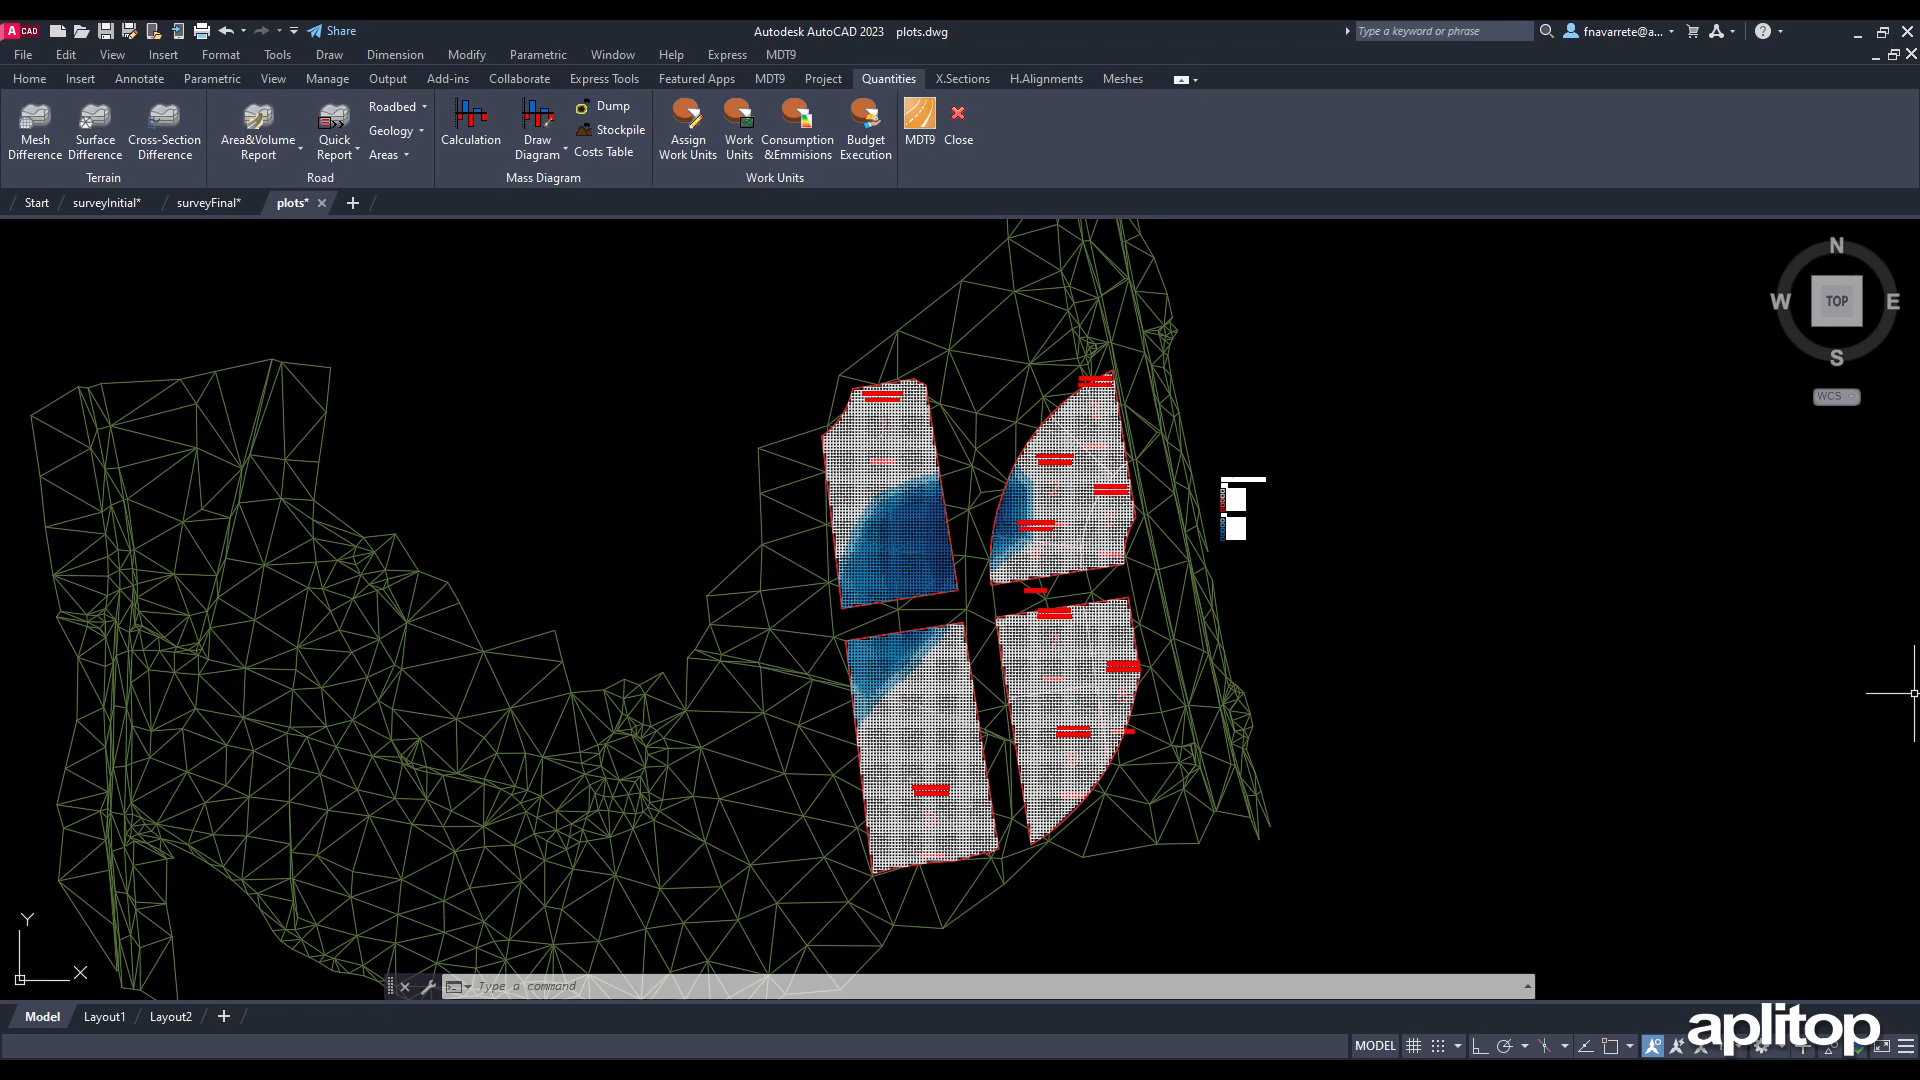 A CAD
Share
Autodesk AutoCAD 2023 plots.dwg
Type a keyword or phrase
fnavarrete@a...
File Edit View Insert Format Tools Draw Dimension Modify Parametric Window Help Express MDT9
Home Insert Annotate Parametric View Manage Output Add-ins Collaborate Express Tools Featured Apps MDT9 Project Quantities X.Sections H.Alignments Meshes
Mesh Difference
Surface Difference
Cross-Section Difference
Terrain
Area&Volume Report
Quick Report
Roadbed
Geology
Areas
Road
Calculation
Draw Diagram
Dump
Stockpile
Costs Table
Mass Diagram
Assign Work Units
Work Units
Consumption &Emmisions
Budget Execution
Work Units
MDT9
Close
Start surveyInitial* surveyFinal* plots*
N
W TOP E
S
WCS
Y
X
Type a command
Model Layout1 Layout2
MODEL
aplitop